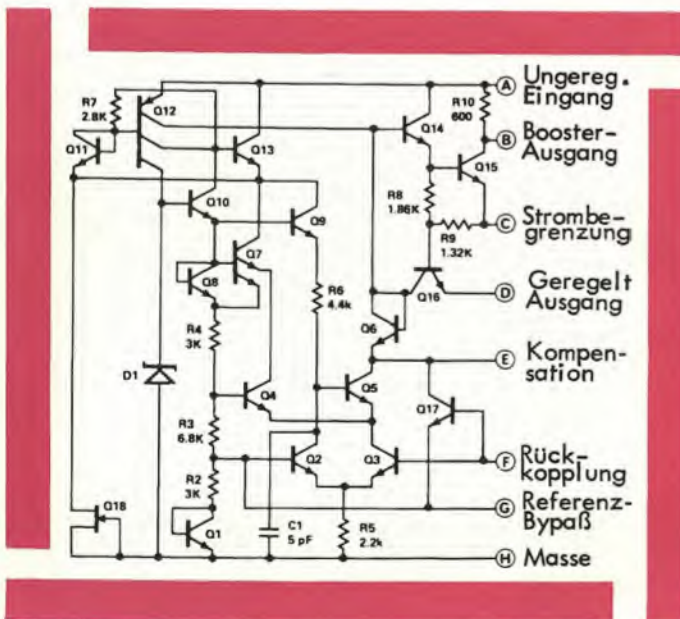 R7
2.8K
Q12
Q11
Q13
Q14
R10
600
A Ungereg.
Eingang
B Booster-
Ausgang
Q15
R8
1.86K
C Strombe-
grenzung
R9
1.32K
Q10
Q9
Q7
Q8
R6
4.4k
Q16
D Geregelt
Ausgang
Q6
R4
3K
E Kompen-
sation
D1
Q4
Q5
Q17
R3
6.8K
Q2
Q3
F Rück-
kopplung
R2
3K
G Referenz-
Bypaß
Q18
Q1
C1
5 pF
R5
2.2k
H Masse